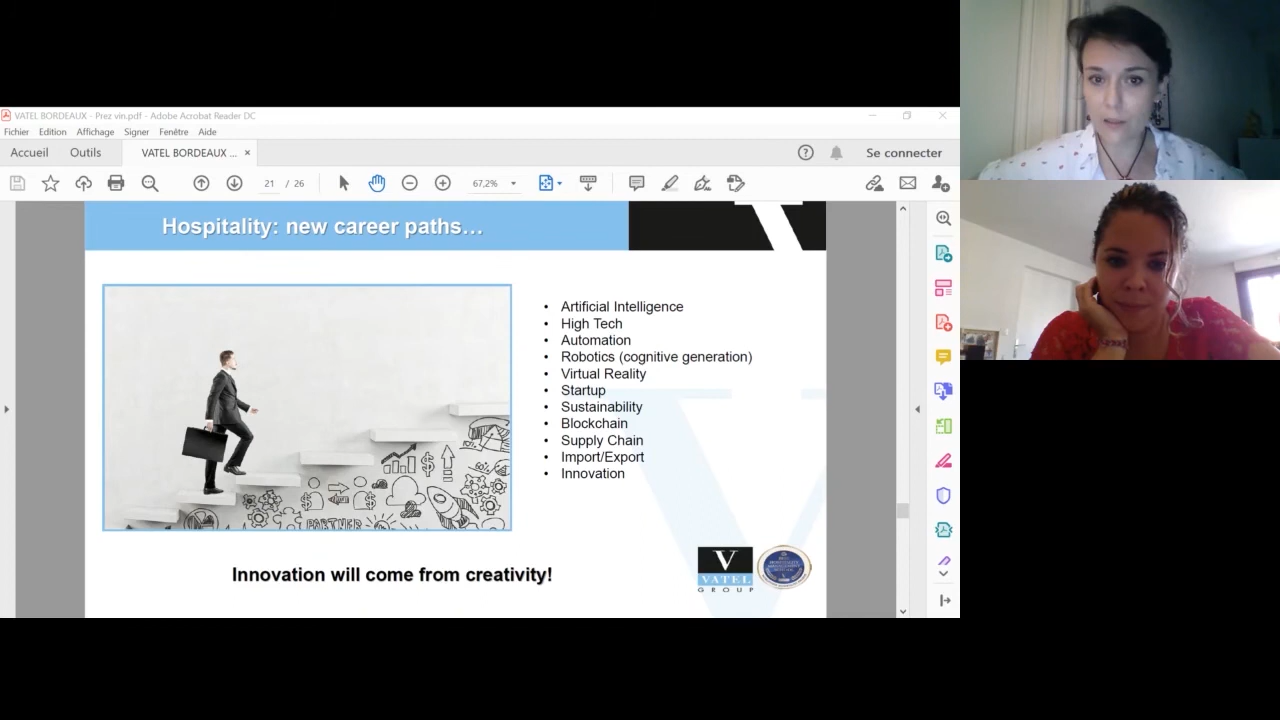 VATEL BORDEAUX - Prez vin.pdf - Adobe Acrobat Reader DC
Fichier Edition Affichage Signer Fenêtre Aide
Accueil Outils VATEL BORDEAUX ... × Se connecter
21 / 26 67,2%
Hospitality: new career paths…
• Artificial Intelligence
• High Tech
• Automation
• Robotics (cognitive generation)
• Virtual Reality
• Startup
• Sustainability
• Blockchain
• Supply Chain
• Import/Export
• Innovation
PARTNER
Innovation will come from creativity!
V
VATEL
GROUP